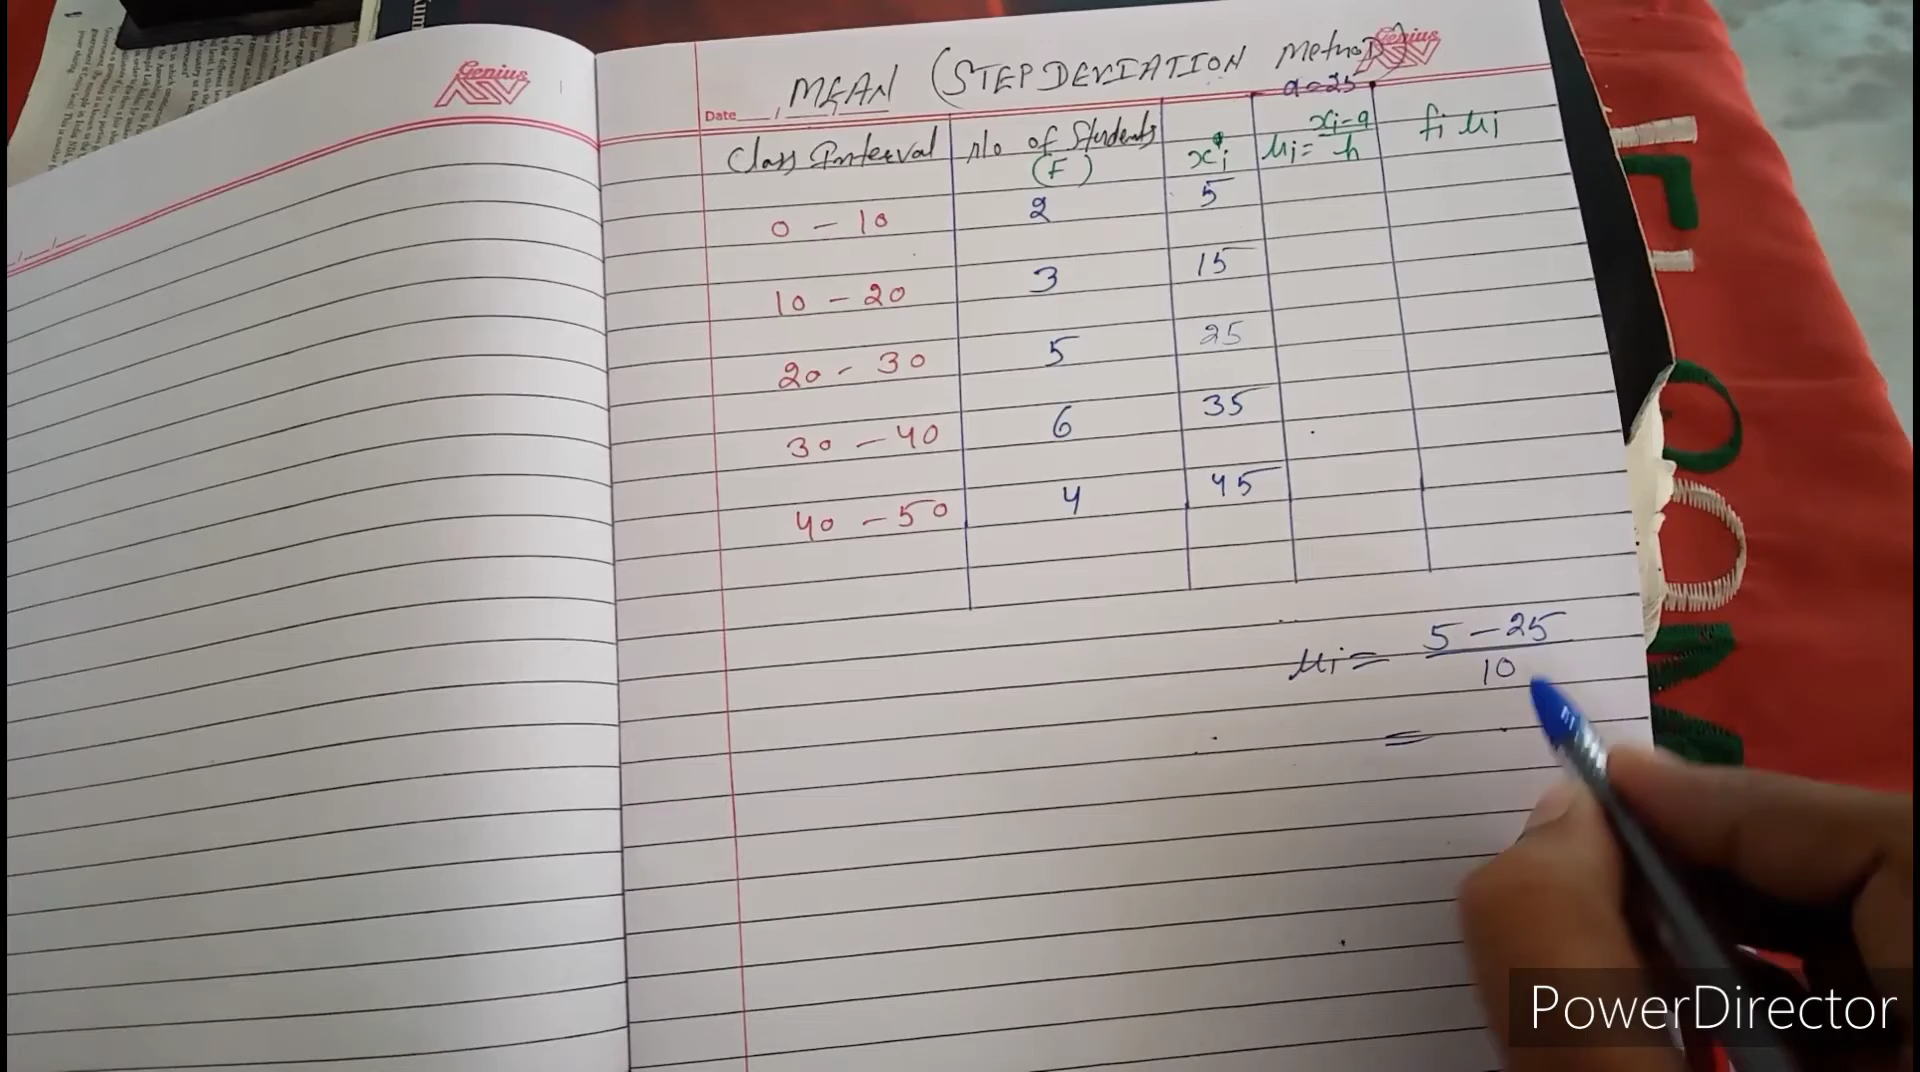 MEAN (STEP DEVIATION Method)
Genius
Genius
Date
a = 25
Class Interval No of Students (F) xi ui = xi-a/h fi ui
0 - 10 2 5
10 - 20 3 15
20 - 30 5 25
30 - 40 6 35
40 - 50 4 45
ui = 5 - 25
10
=
PowerDirector